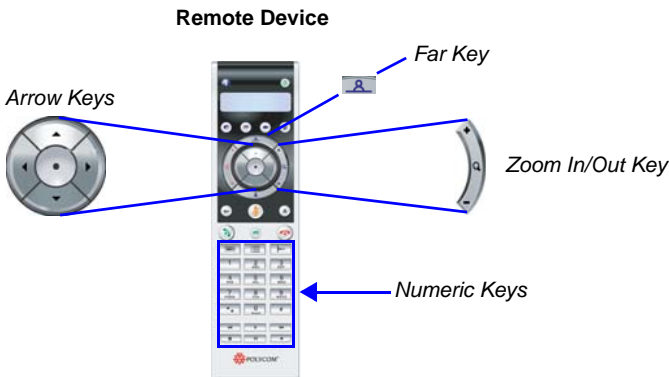 Remote Device
Far Key
Arrow Keys
Zoom In/Out Key
Numeric Keys
POLYCOM